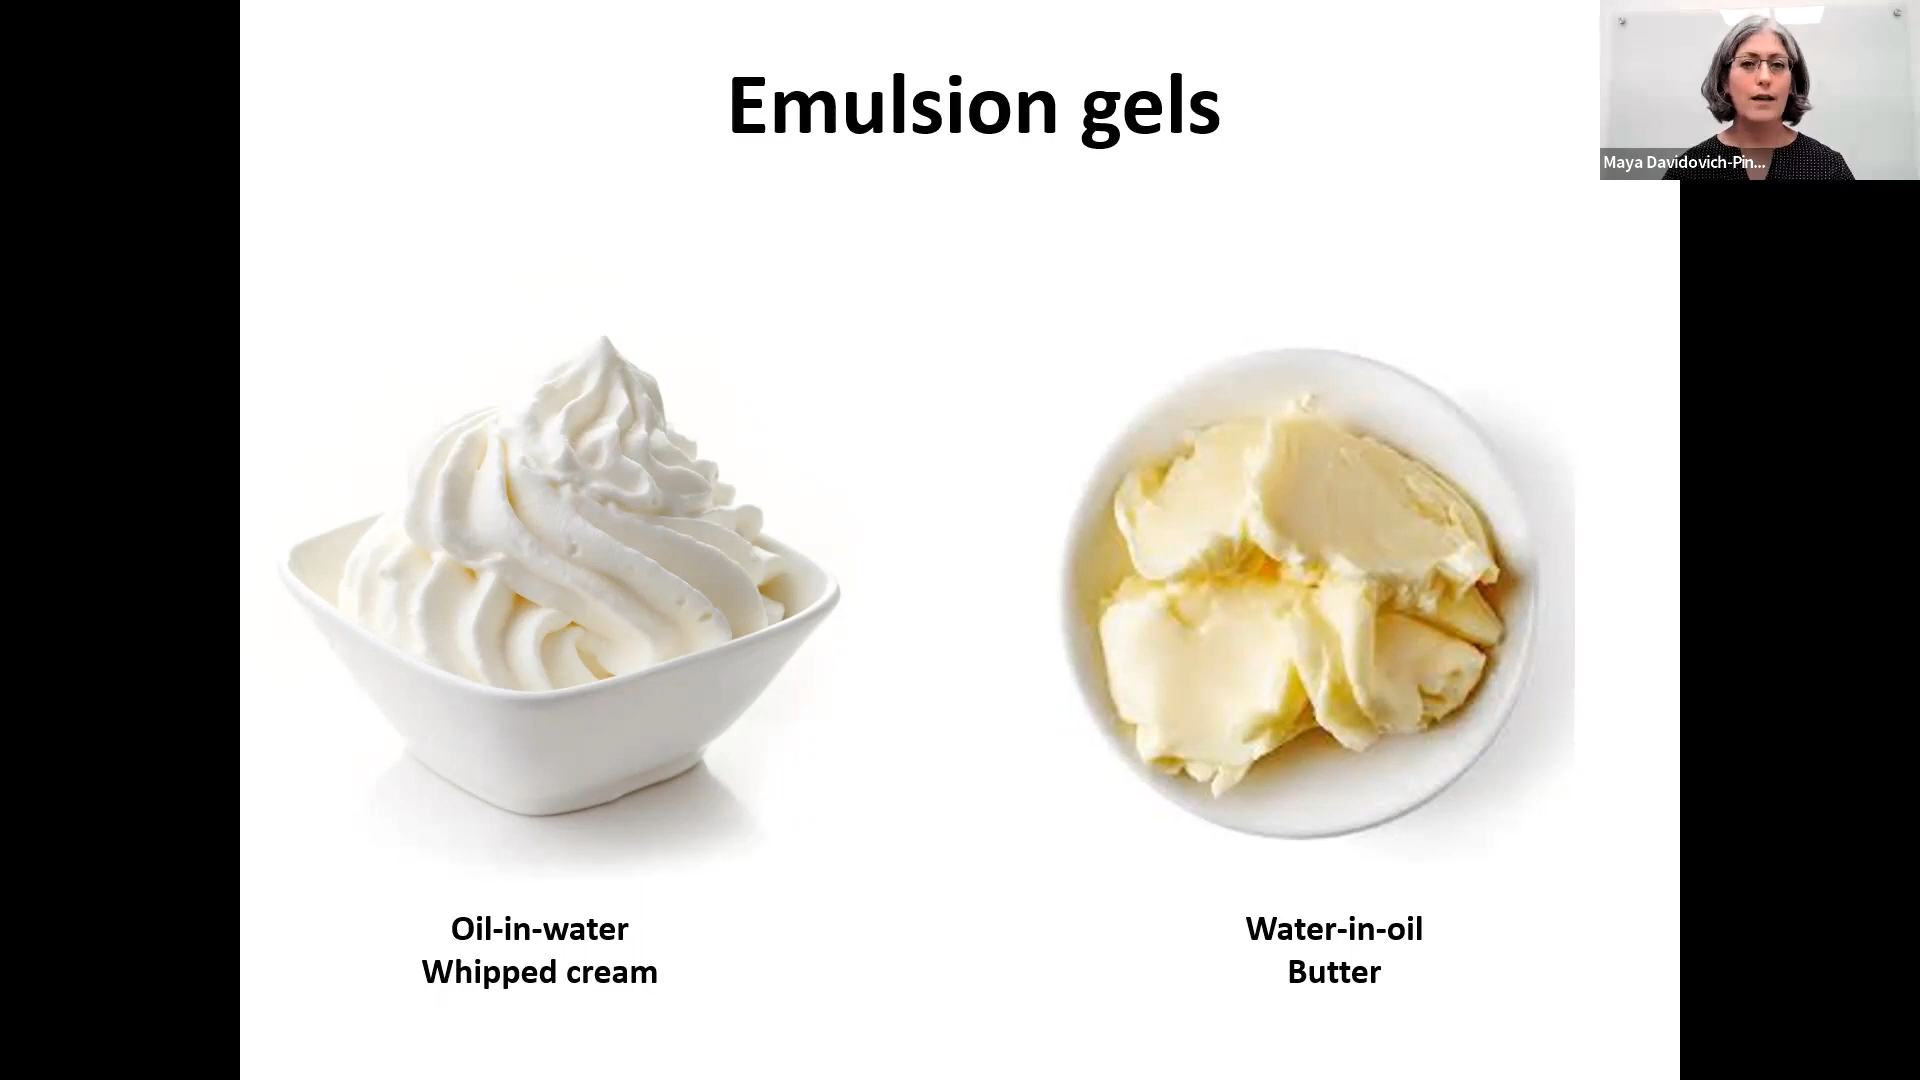 Emulsion gels
Maya Davidovich-Pin...
Oil-in-water
Whipped cream
Water-in-oil
Butter